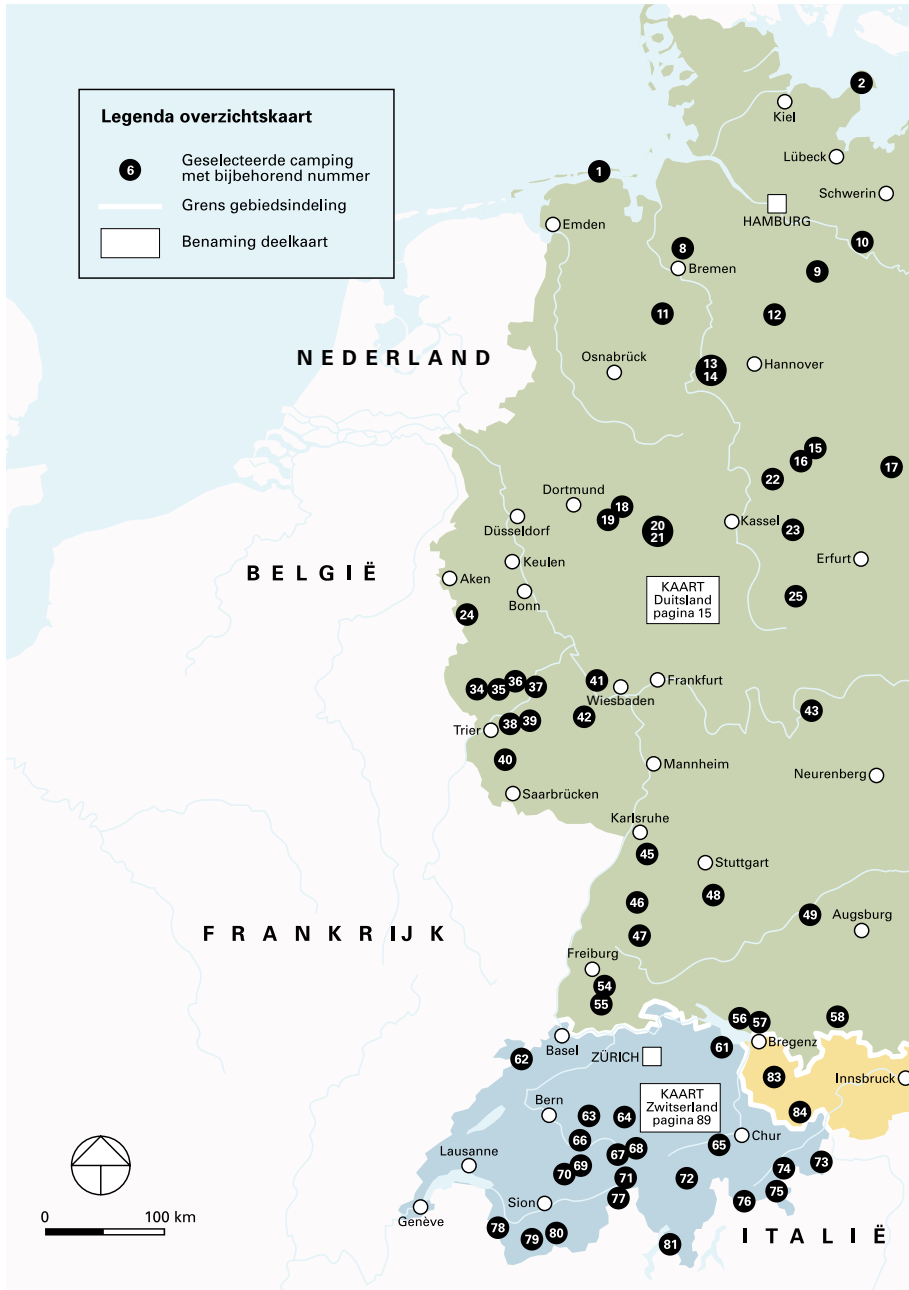 Legenda overzichtskaart
6
Geselecteerde camping
met bijbehorend nummer
Grens gebiedsindeling
Benaming deelkaart
2
Kiel
Lübeck
1
Schwerin
HAMBURG
Emden
10
8
Bremen
9
11
12
NEDERLAND
Osnabrück
13
14
Hannover
15
16
17
22
Dortmund
18
19
Düsseldorf
20
21
Kassel
23
Erfurt
Keulen
BELGIË
Aken
Bonn
KAART
Duitsland
pagina 15
25
24
34
35
36
37
41
Wiesbaden
Frankfurt
38
39
42
43
Trier
40
Mannheim
Neurenberg
Saarbrücken
Karlsruhe
45
Stuttgart
48
46
49
Augsburg
FRANKRIJK
47
Freiburg
54
55
56
57
58
Basel
Bregenz
62
ZÜRICH
61
83
Innsbruck
KAART
Zwitserland
pagina 89
Bern
63
64
84
Chur
66
65
67
68
Lausanne
69
70
71
72
73
74
75
76
77
Sion
Genève
78
79
80
81
ITALIË
0
100 km